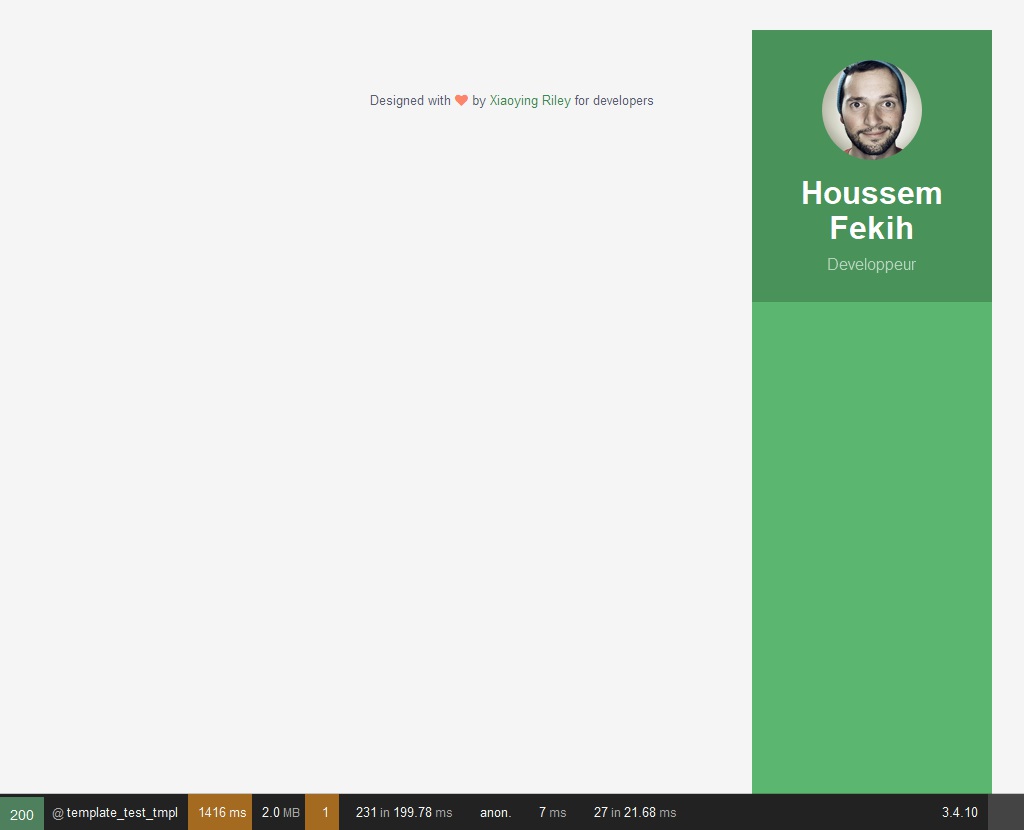 Designed with by Xiaoying Riley for developers
Houssem
Fekih
Developpeur
200 @ template_test_tmpl 1416 ms 2.0 MB 1 231 in 199.78 ms anon. 7 ms 27 in 21.68 ms 3.4.10